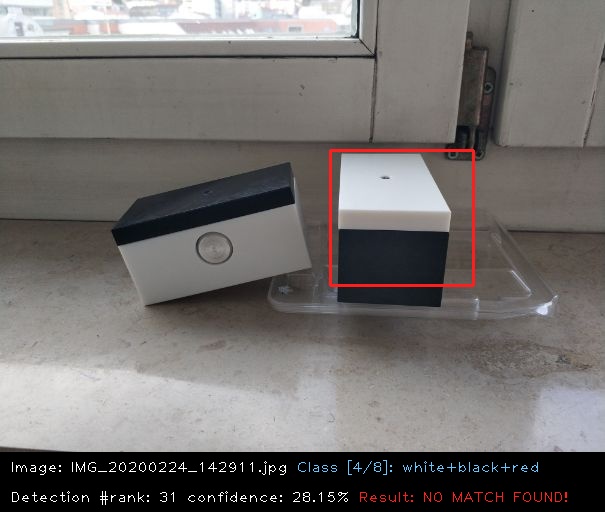 Image: IMG_20200224_142911.jpg Class [4/8]: white+black+red
Detection #rank: 31 confidence: 28.15% Result: NO MATCH FOUND!